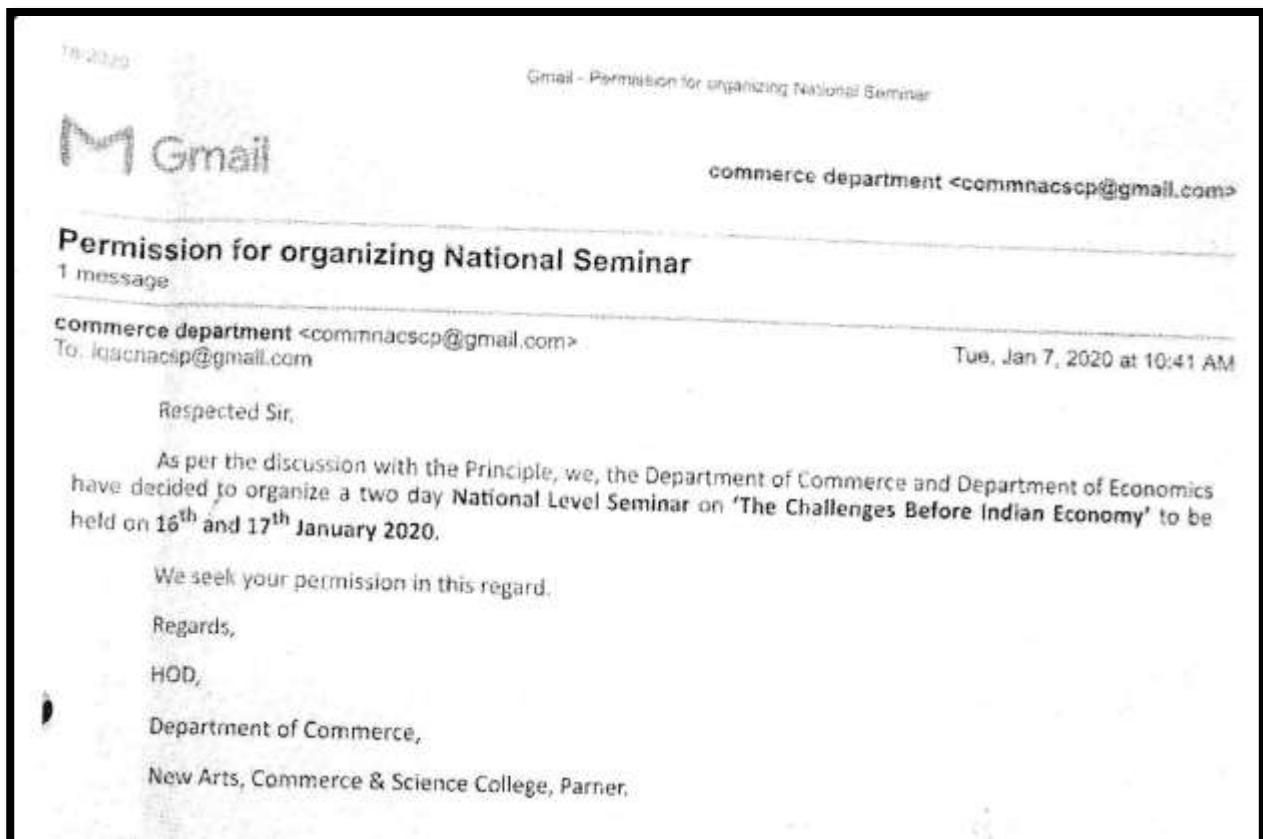 Gmail - Permission for organizing National Seminar
Gmail
commerce department <commnacscp@gmail.com>
Permission for organizing National Seminar
1 message
commerce department <commnacscp@gmail.com>
To: iqacnacsp@gmail.com
Tue, Jan 7, 2020 at 10:41 AM
Respected Sir,
As per the discussion with the Principle, we, the Department of Commerce and Department of Economics
have decided to organize a two day National Level Seminar on 'The Challenges Before Indian Economy' to be
held on 16th and 17th January 2020.
We seek your permission in this regard.
Regards,
HOD,
Department of Commerce,
New Arts, Commerce & Science College, Parner.